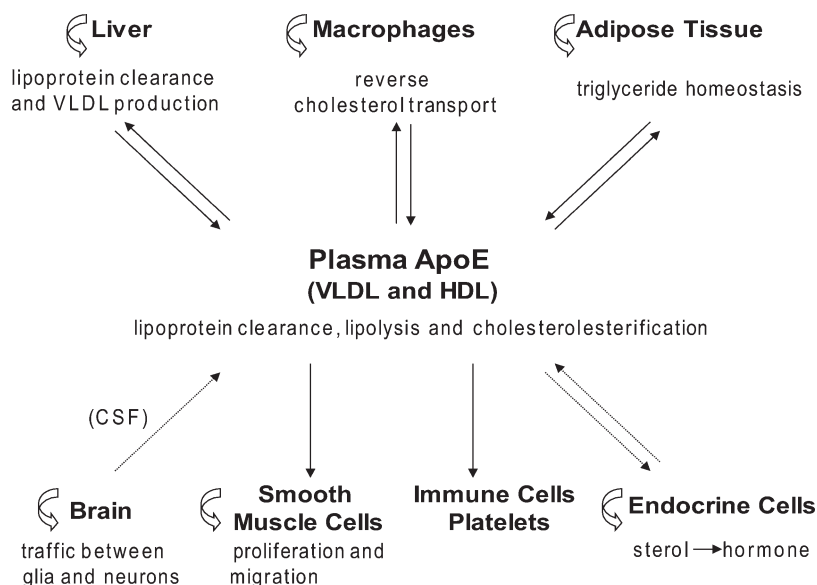 Liver
lipoprotein clearance
and VLDL production
Macrophages
reverse
cholesterol transport
Adipose Tissue
triglyceride homeostasis
Plasma ApoE
(VLDL and HDL)
lipoprotein clearance, lipolysis and cholesterolesterification
(CSF)
Brain
traffic between
glia and neurons
Smooth
Muscle Cells
proliferation and
migration
Immune Cells
Platelets
Endocrine Cells
sterol → hormone